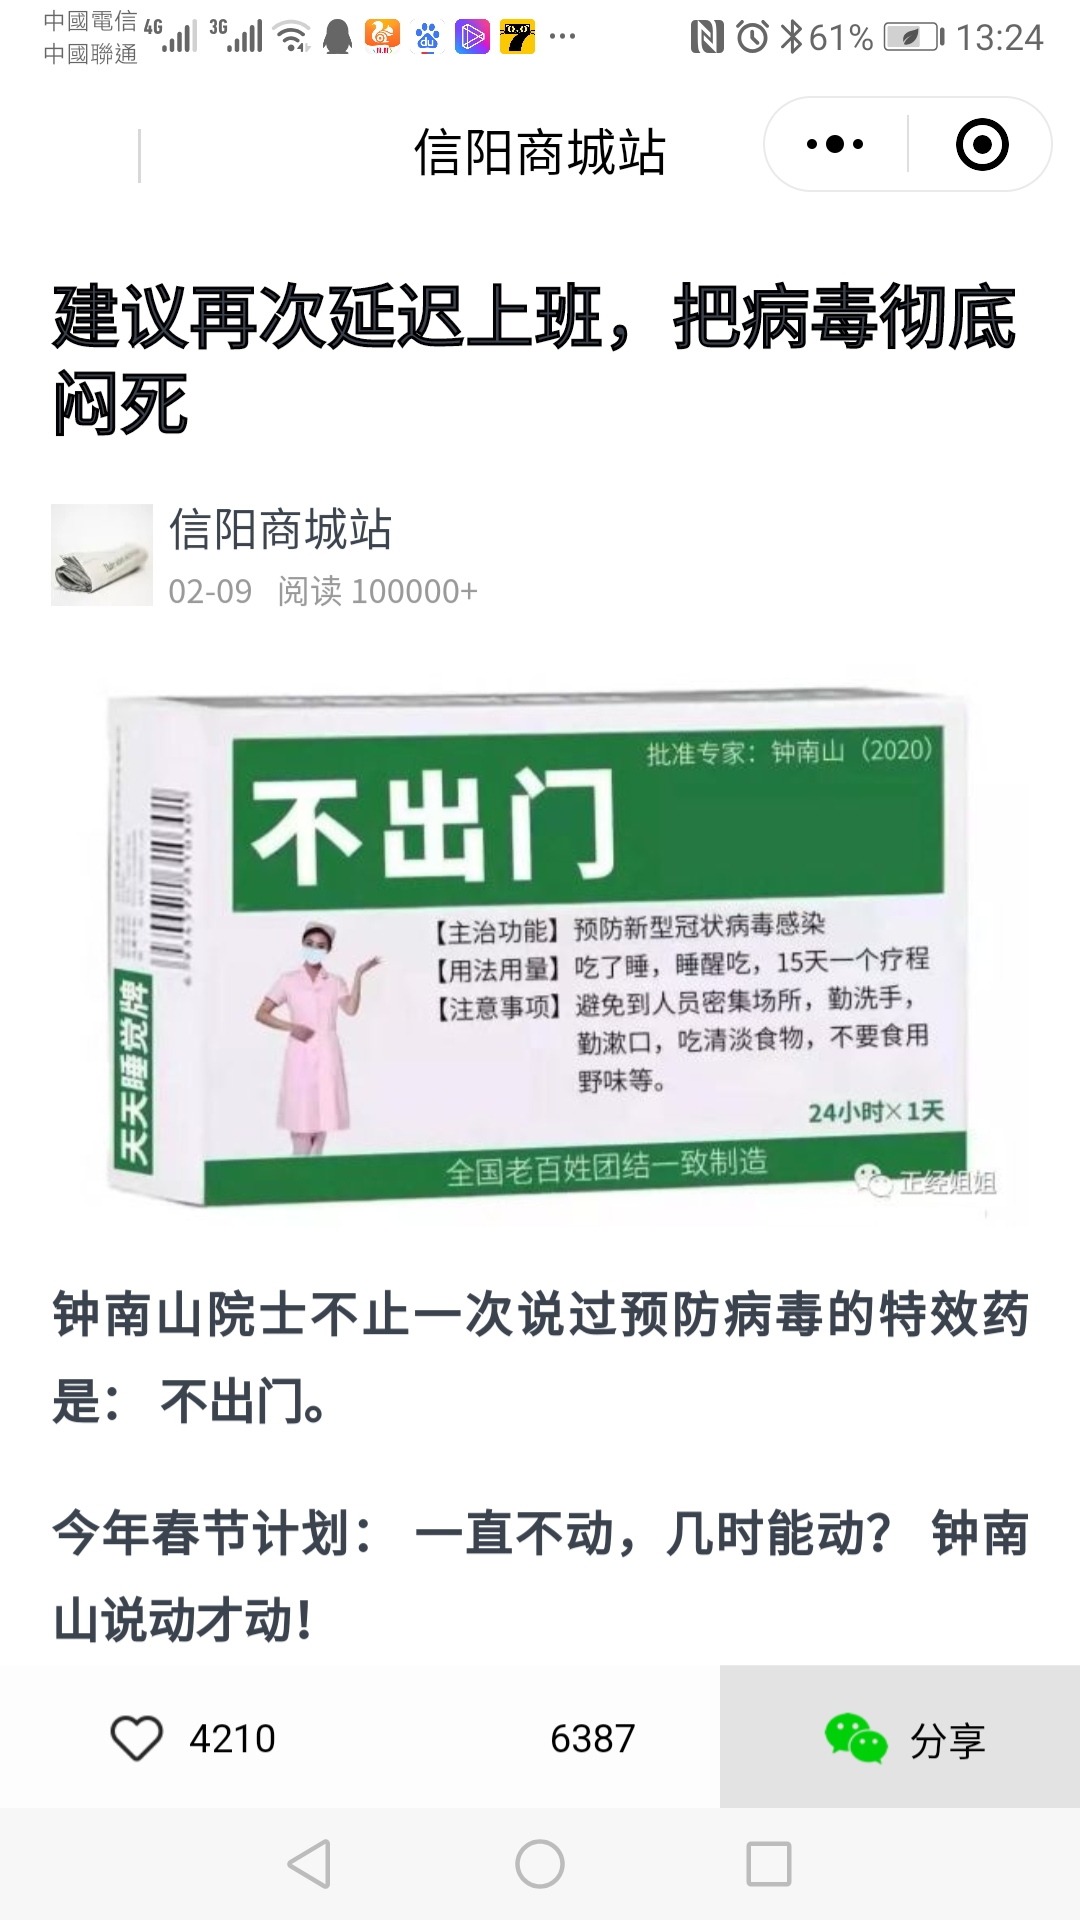 中國電信 4G 3G 61% 13:24
中國聯通
信阳商城站
建议再次延迟上班，把病毒彻底
闷死
信阳商城站
02-09 阅读 100000+
批准专家：钟南山（2020）
不出门
【主治功能】预防新型冠状病毒感染
【用法用量】吃了睡，睡醒吃，15天一个疗程
【注意事项】避免到人员密集场所，勤洗手，
勤漱口，吃清淡食物，不要食用
野味等。
24小时×1天
天天睡觉牌
全国老百姓团结一致制造
正经姐姐
钟南山院士不止一次说过预防病毒的特效药
是： 不出门。
今年春节计划： 一直不动，几时能动？ 钟南
山说动才动！
4210 6387 分享